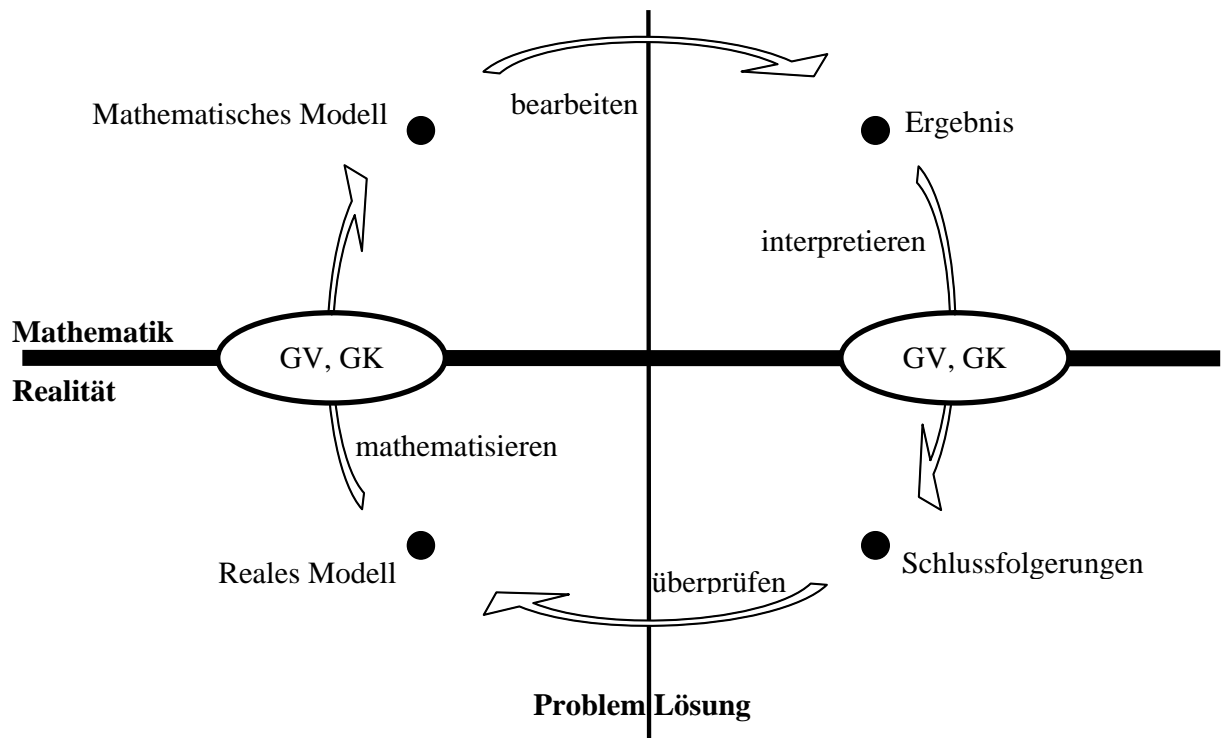 bearbeiten
Mathematisches Modell
Ergebnis
interpretieren
Mathematik
GV, GK
GV, GK
Realität
mathematisieren
Reales Modell
überprüfen
Schlussfolgerungen
Problem Lösung